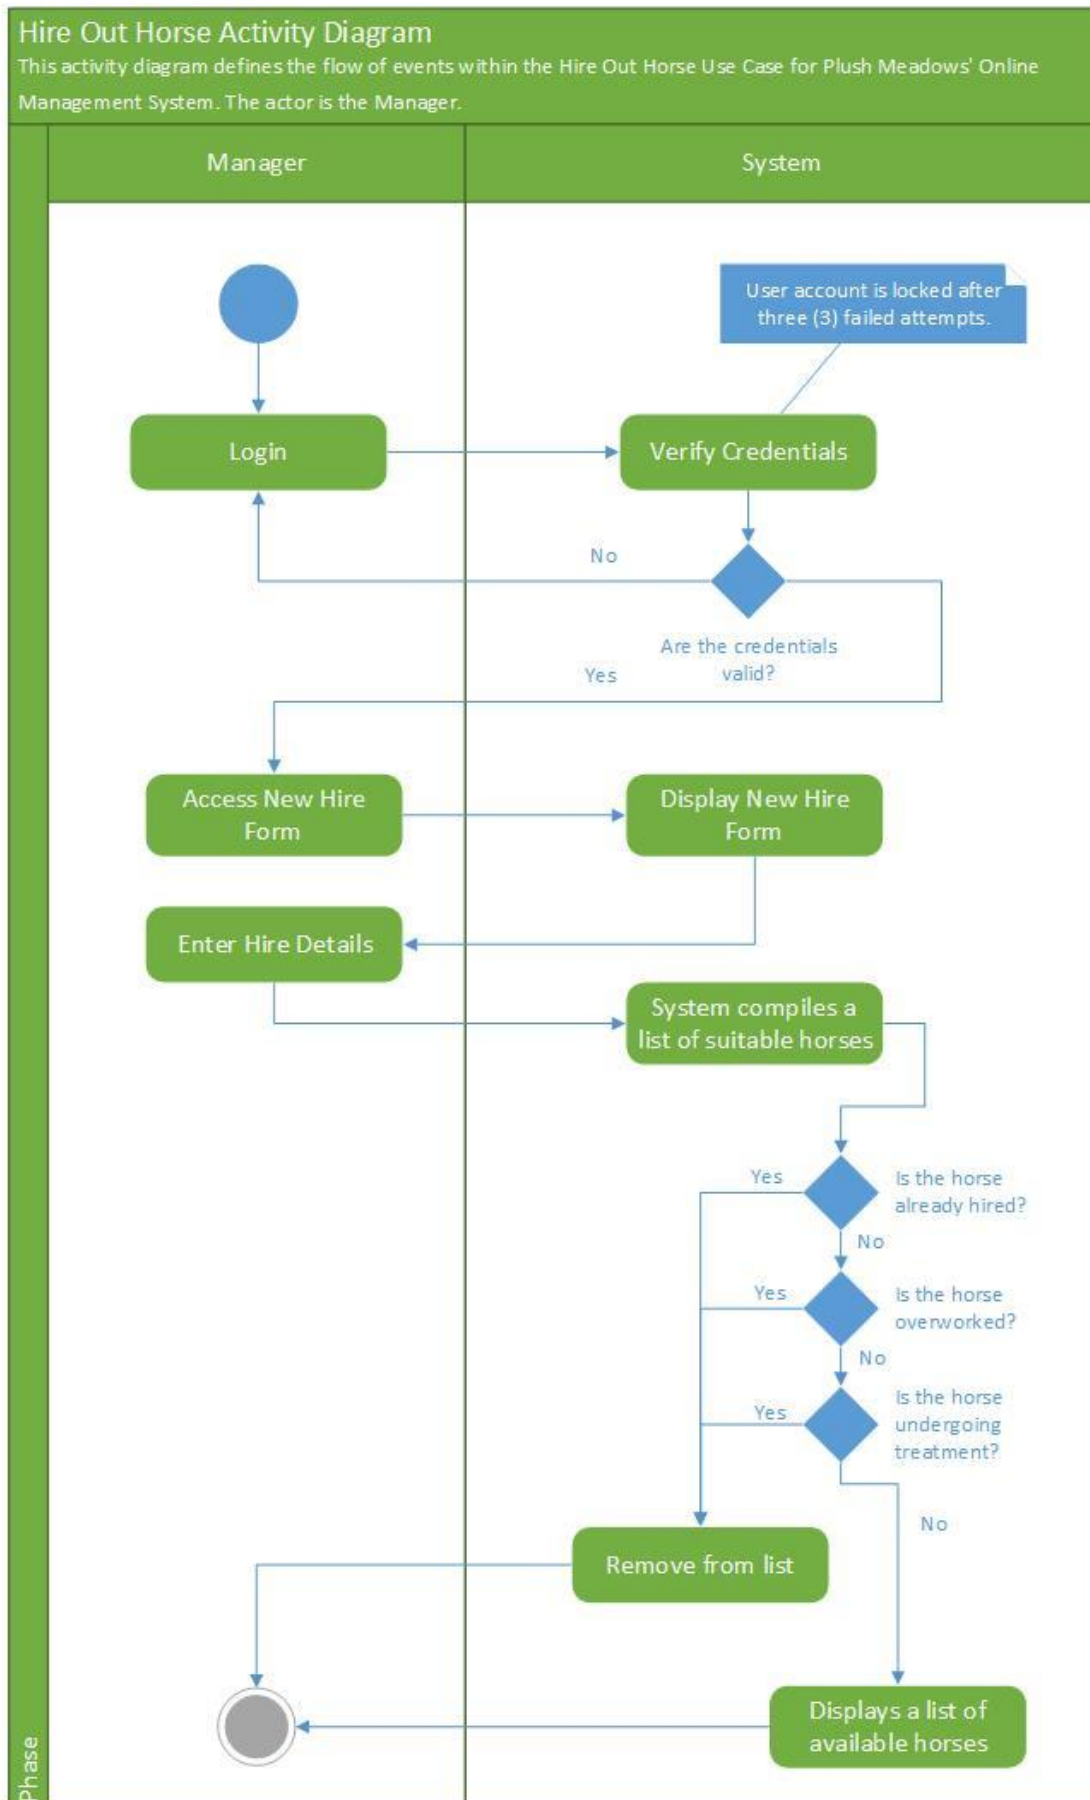 Hire Out Horse Activity Diagram
This activity diagram defines the flow of events within the Hire Out Horse Use Case for Plush Meadows' Online
Management System. The actor is the Manager.
Manager
System
User account is locked after
three (3) failed attempts.
Login
Verify Credentials
No
Are the credentials
valid?
Yes
Access New Hire
Form
Display New Hire
Form
Enter Hire Details
System compiles a
list of suitable horses
Yes
Is the horse
already hired?
No
Yes
Is the horse
overworked?
No
Yes
Is the horse
undergoing
treatment?
No
Remove from list
Displays a list of
available horses
Phase